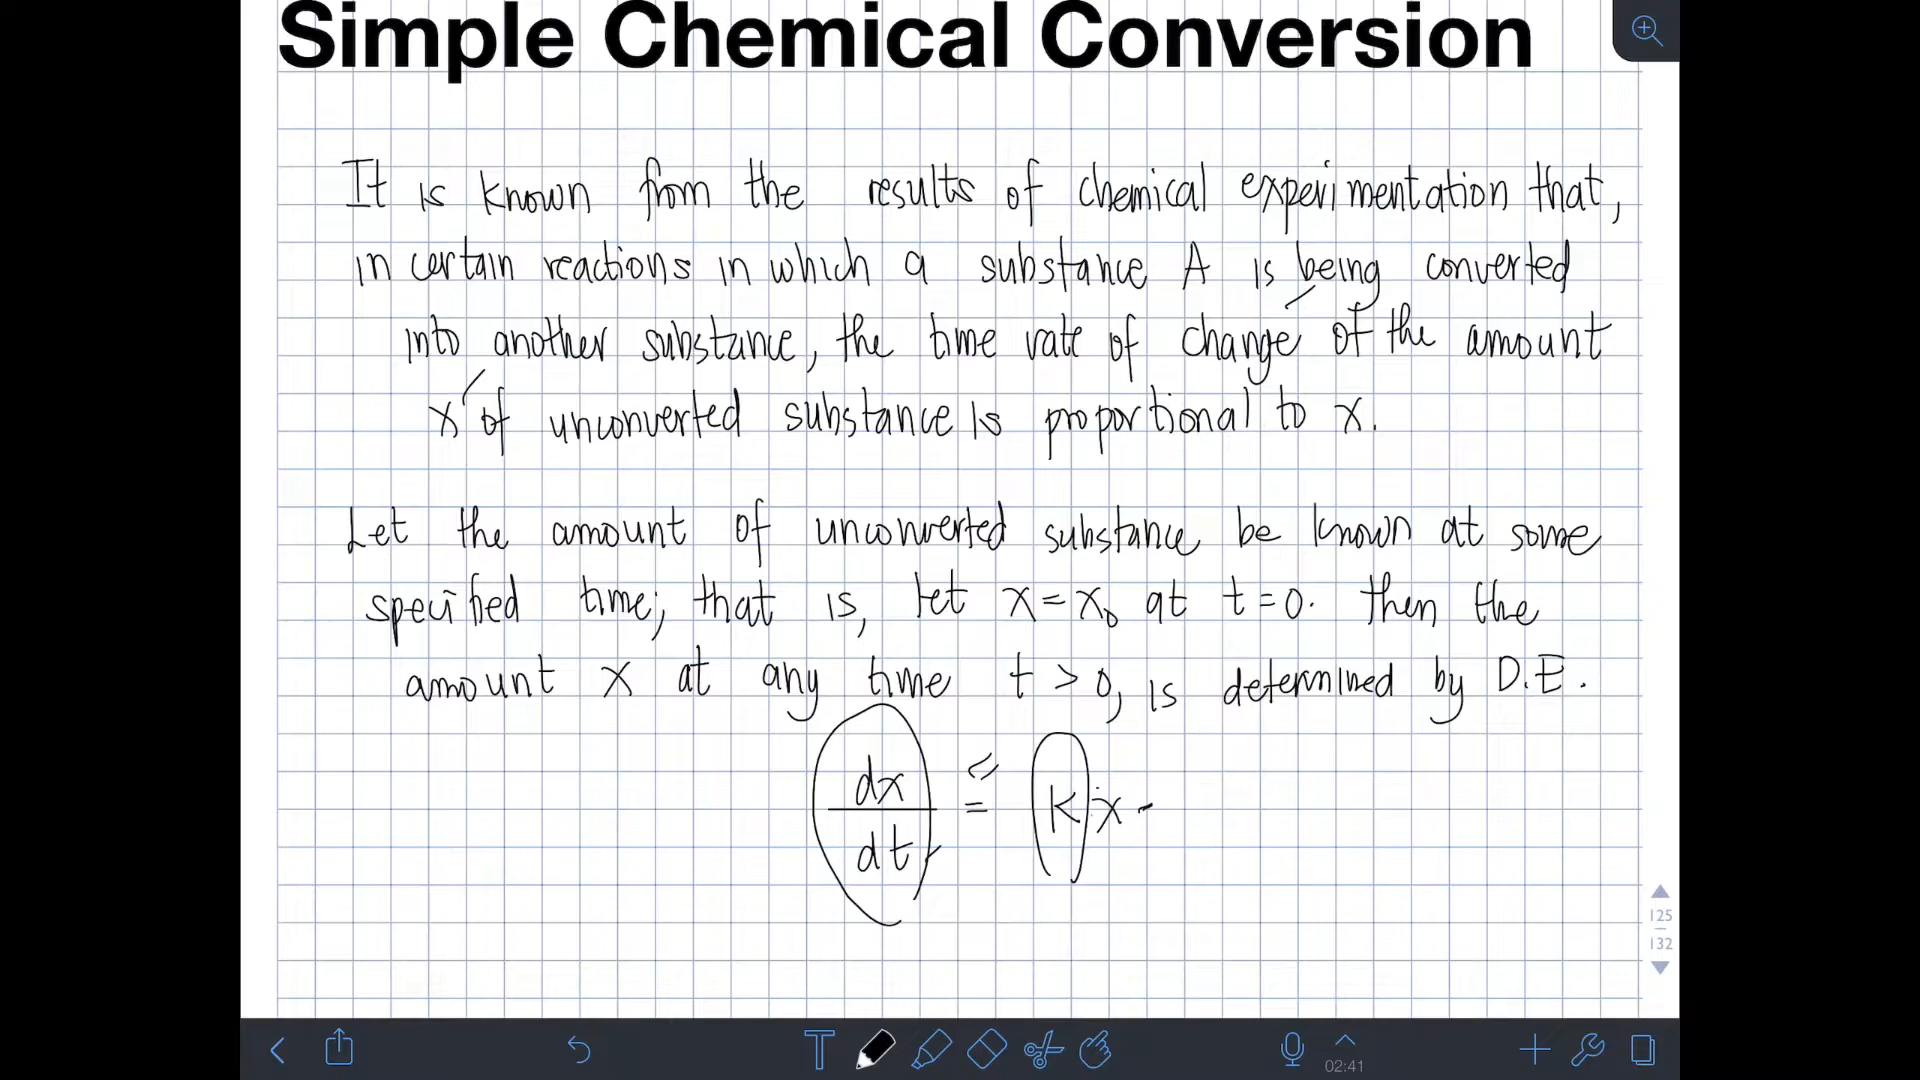 Simple Chemical Conversion
It is known from the results of chemical experimentation that,
in certain reactions in which a substance A is being converted
into another substance, the time rate of change of the amount
x of unconverted substance is proportional to x.
Let the amount of unconverted substance be known at some
specified time; that is, let x = x₀ at t = 0. Then the
amount x at any time t > 0, is determined by D.E.
dx/dt = K x -
125
132
T
02:41